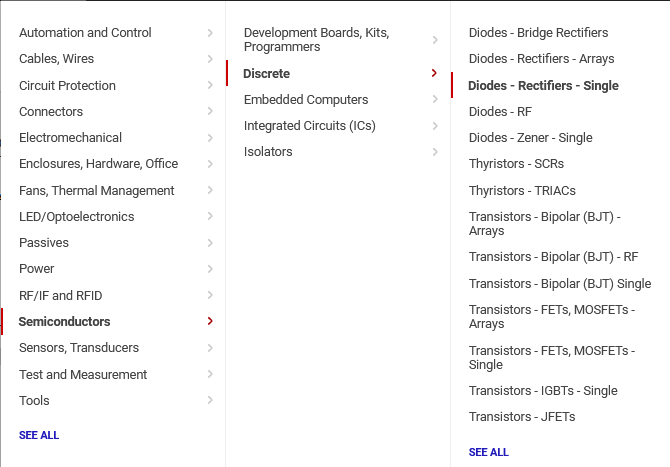 Automation and Control
Cables, Wires
Circuit Protection
Connectors
Electromechanical
Enclosures, Hardware, Office
Fans, Thermal Management
LED/Optoelectronics
Passives
Power
RF/IF and RFID
Semiconductors
Sensors, Transducers
Test and Measurement
Tools
SEE ALL
Development Boards, Kits,
Programmers
Discrete
Embedded Computers
Integrated Circuits (ICs)
Isolators
Diodes - Bridge Rectifiers
Diodes - Rectifiers - Arrays
Diodes - Rectifiers - Single
Diodes - RF
Diodes - Zener - Single
Thyristors - SCRs
Thyristors - TRIACs
Transistors - Bipolar (BJT) -
Arrays
Transistors - Bipolar (BJT) - RF
Transistors - Bipolar (BJT) Single
Transistors - FETs, MOSFETs -
Arrays
Transistors - FETs, MOSFETs -
Single
Transistors - IGBTs - Single
Transistors - JFETs
SEE ALL